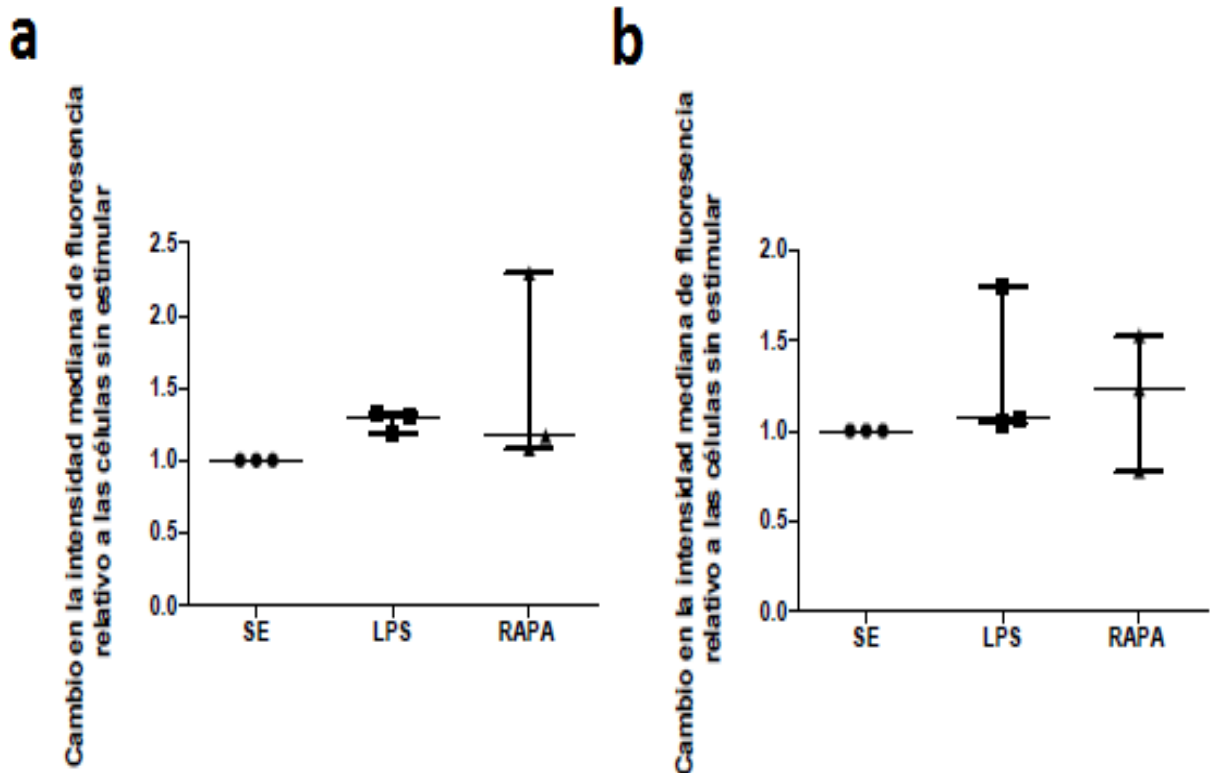 a
Cambio en la intensidad mediana de fluoresencia
relativo a las células sin estimular
2.5
2.0
1.5
1.0
0.5
0.0
SE LPS RAPA
b
Cambio en la intensidad mediana de fluoresencia
relativo a las células sin estimular
2.0
1.5
1.0
0.5
0.0
SE LPS RAPA